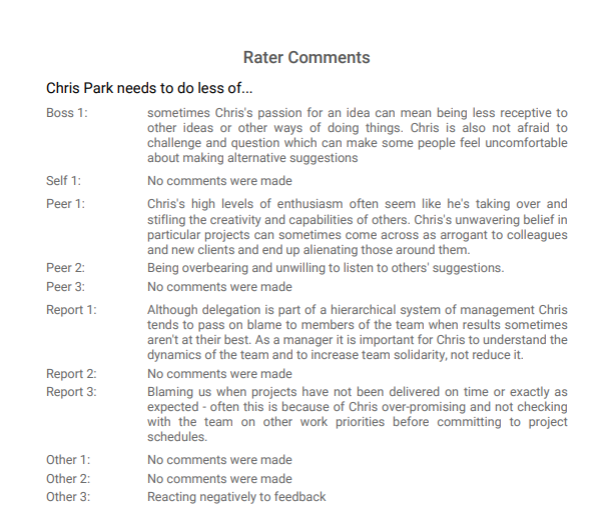 Rater Comments
Chris Park needs to do less of...
Boss 1: sometimes Chris's passion for an idea can mean being less receptive to
other ideas or other ways of doing things. Chris is also not afraid to
challenge and question which can make some people feel uncomfortable
about making alternative suggestions
Self 1: No comments were made
Peer 1: Chris's high levels of enthusiasm often seem like he's taking over and
stifling the creativity and capabilities of others. Chris's unwavering belief in
particular projects can sometimes come across as arrogant to colleagues
and new clients and end up alienating those around them.
Peer 2: Being overbearing and unwilling to listen to others' suggestions.
Peer 3: No comments were made
Report 1: Although delegation is part of a hierarchical system of management Chris
tends to pass on blame to members of the team when results sometimes
aren't at their best. As a manager it is important for Chris to understand the
dynamics of the team and to increase team solidarity, not reduce it.
Report 2: No comments were made
Report 3: Blaming us when projects have not been delivered on time or exactly as
expected - often this is because of Chris over-promising and not checking
with the team on other work priorities before committing to project
schedules.
Other 1: No comments were made
Other 2: No comments were made
Other 3: Reacting negatively to feedback